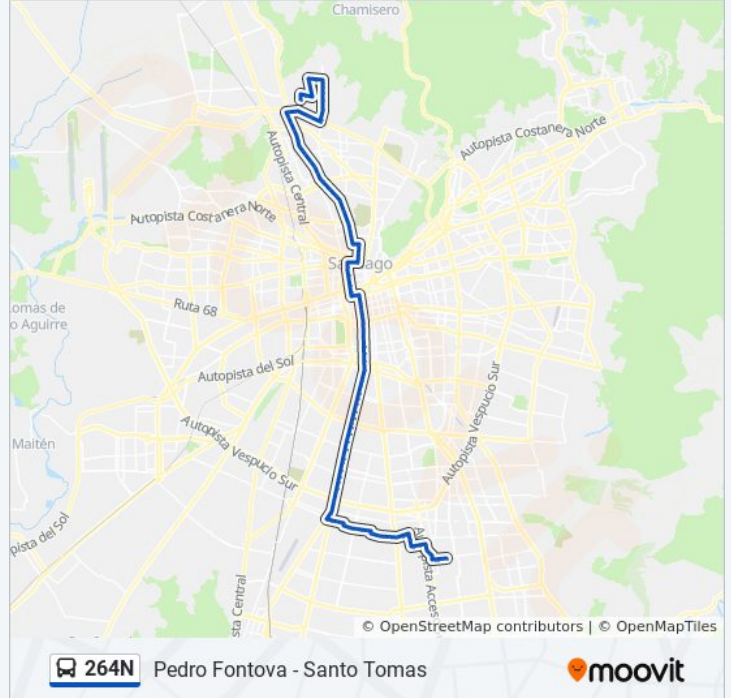 Chamisero
Autopista Costanera Norte
Autopista Central
Autopista Costanera Norte
Santiago
Ruta 68
Lomas de
o Aguirre
Autopista del Sol
Autopista Vespucio Sur
Maitén
Autopista Vespucio Sur
pista del Sol
Autopista Acces
sta Central
© OpenStreetMap contributors | © OpenMapTiles
264N Pedro Fontova - Santo Tomas
moovit